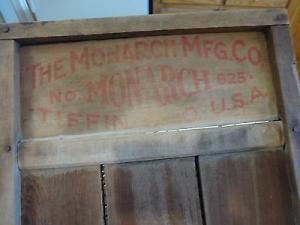 THE MONARCH MFG. CO.
NO. MONARCH 625.
TIFFIN O. U.S.A.